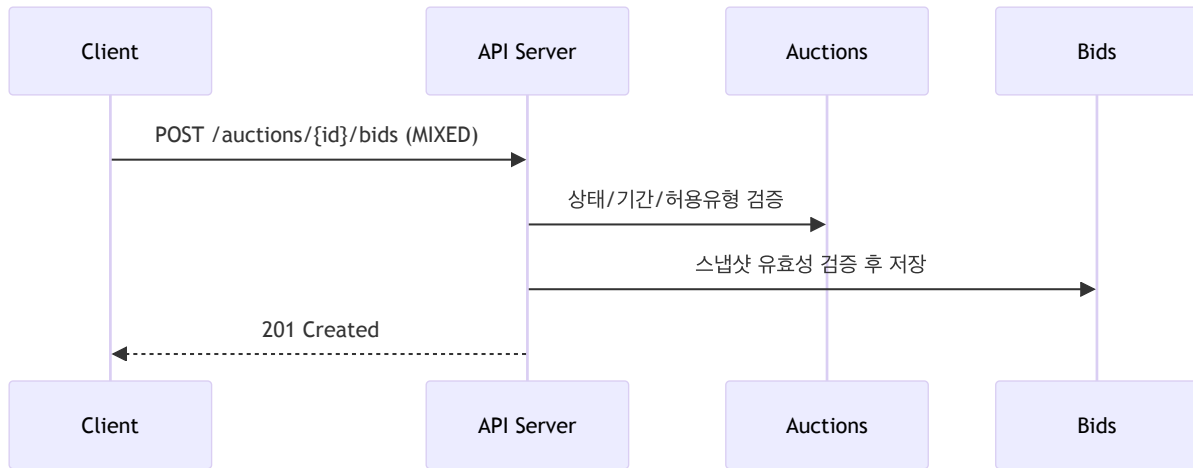 Client
API Server
Auctions
Bids
POST /auctions/{id}/bids (MIXED)
상태/기간/허용유형 검증
스냅샷 유효성 검증 후 저장
201 Created
Client
API Server
Auctions
Bids